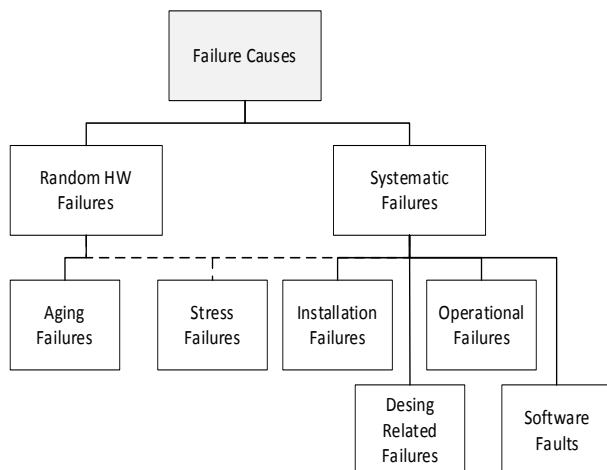 Failure Causes
Random HW
Failures
Systematic
Failures
Aging
Failures
Stress
Failures
Installation
Failures
Operational
Failures
Desing
Related
Failures
Software
Faults